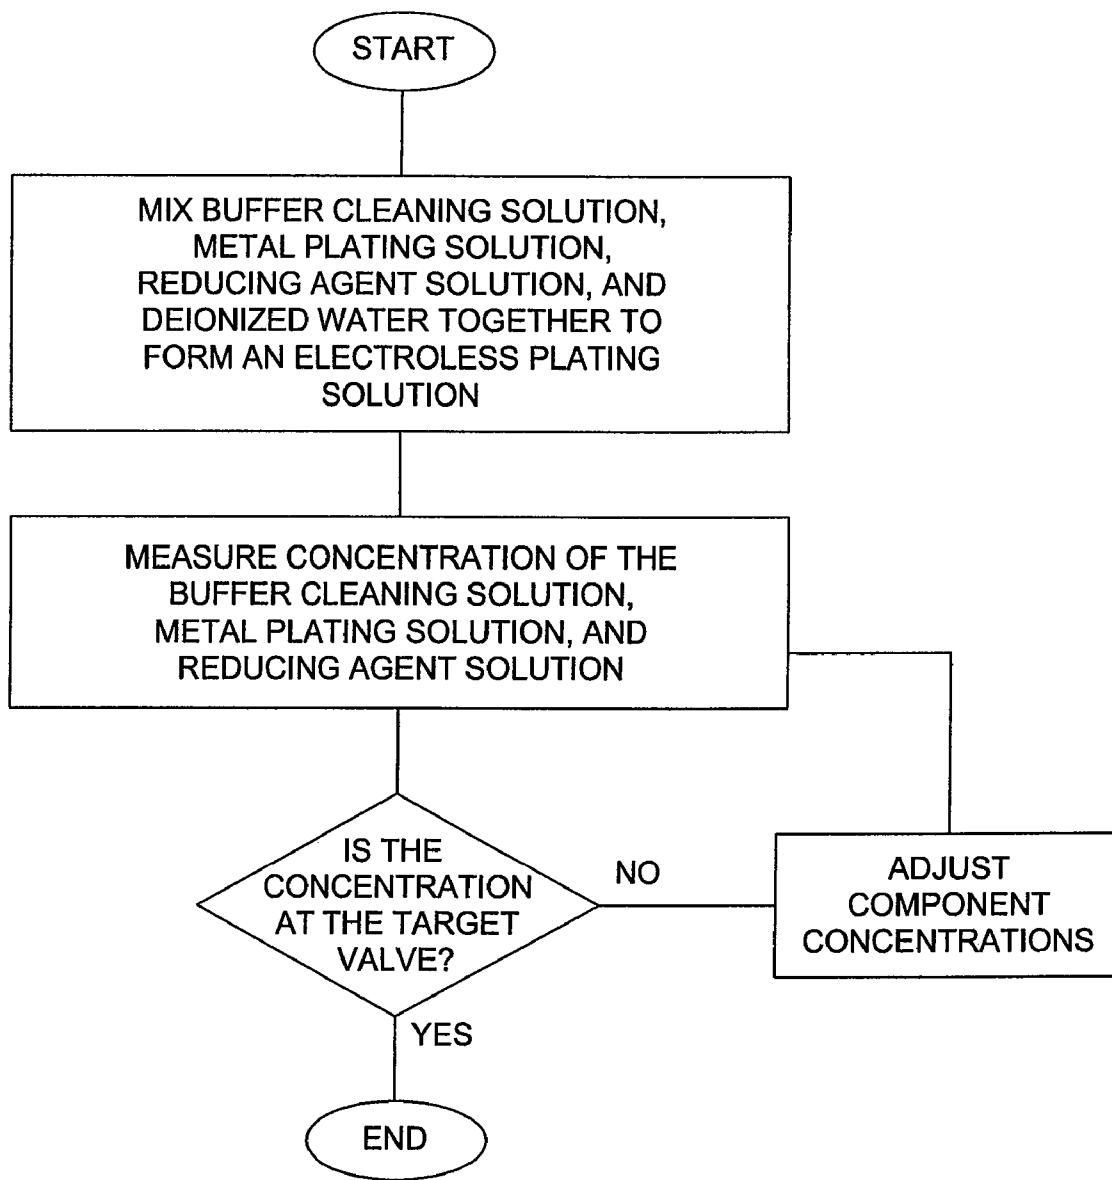 START
MIX BUFFER CLEANING SOLUTION,
METAL PLATING SOLUTION,
REDUCING AGENT SOLUTION, AND
DEIONIZED WATER TOGETHER TO
FORM AN ELECTROLESS PLATING
SOLUTION
MEASURE CONCENTRATION OF THE
BUFFER CLEANING SOLUTION,
METAL PLATING SOLUTION, AND
REDUCING AGENT SOLUTION
IS THE
CONCENTRATION
AT THE TARGET
VALVE?
NO
ADJUST
COMPONENT
CONCENTRATIONS
YES
END